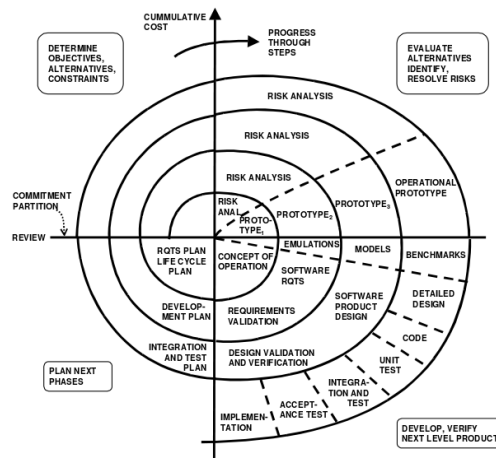 CUMMULATIVE
COST
PROGRESS
THROUGH
STEPS
DETERMINE
OBJECTIVES,
ALTERNATIVES,
CONSTRAINTS
EVALUATE
ALTERNATIVES
IDENTIFY,
RESOLVE RISKS
RISK ANALYSIS
RISK ANALYSIS
RISK ANALYSIS
RISK
ANAL.
PROTO-
TYPE₁
PROTOTYPE₂
PROTOTYPE₃
OPERATIONAL
PROTOTYPE
COMMITMENT
PARTITION
REVIEW
EMULATIONS
MODELS
BENCHMARKS
RQTS PLAN
LIFE CYCLE
PLAN
CONCEPT OF
OPERATION
SOFTWARE
RQTS
SOFTWARE
PRODUCT
DESIGN
DETAILED
DESIGN
DEVELOP-
MENT PLAN
REQUIREMENTS
VALIDATION
CODE
INTEGRATION
AND TEST
PLAN
DESIGN VALIDATION
AND VERIFICATION
UNIT
TEST
INTEGRA-
TION AND
TEST
ACCEPT-
ANCE TEST
IMPLEMEN-
TATION
PLAN NEXT
PHASES
DEVELOP, VERIFY
NEXT LEVEL PRODUCT